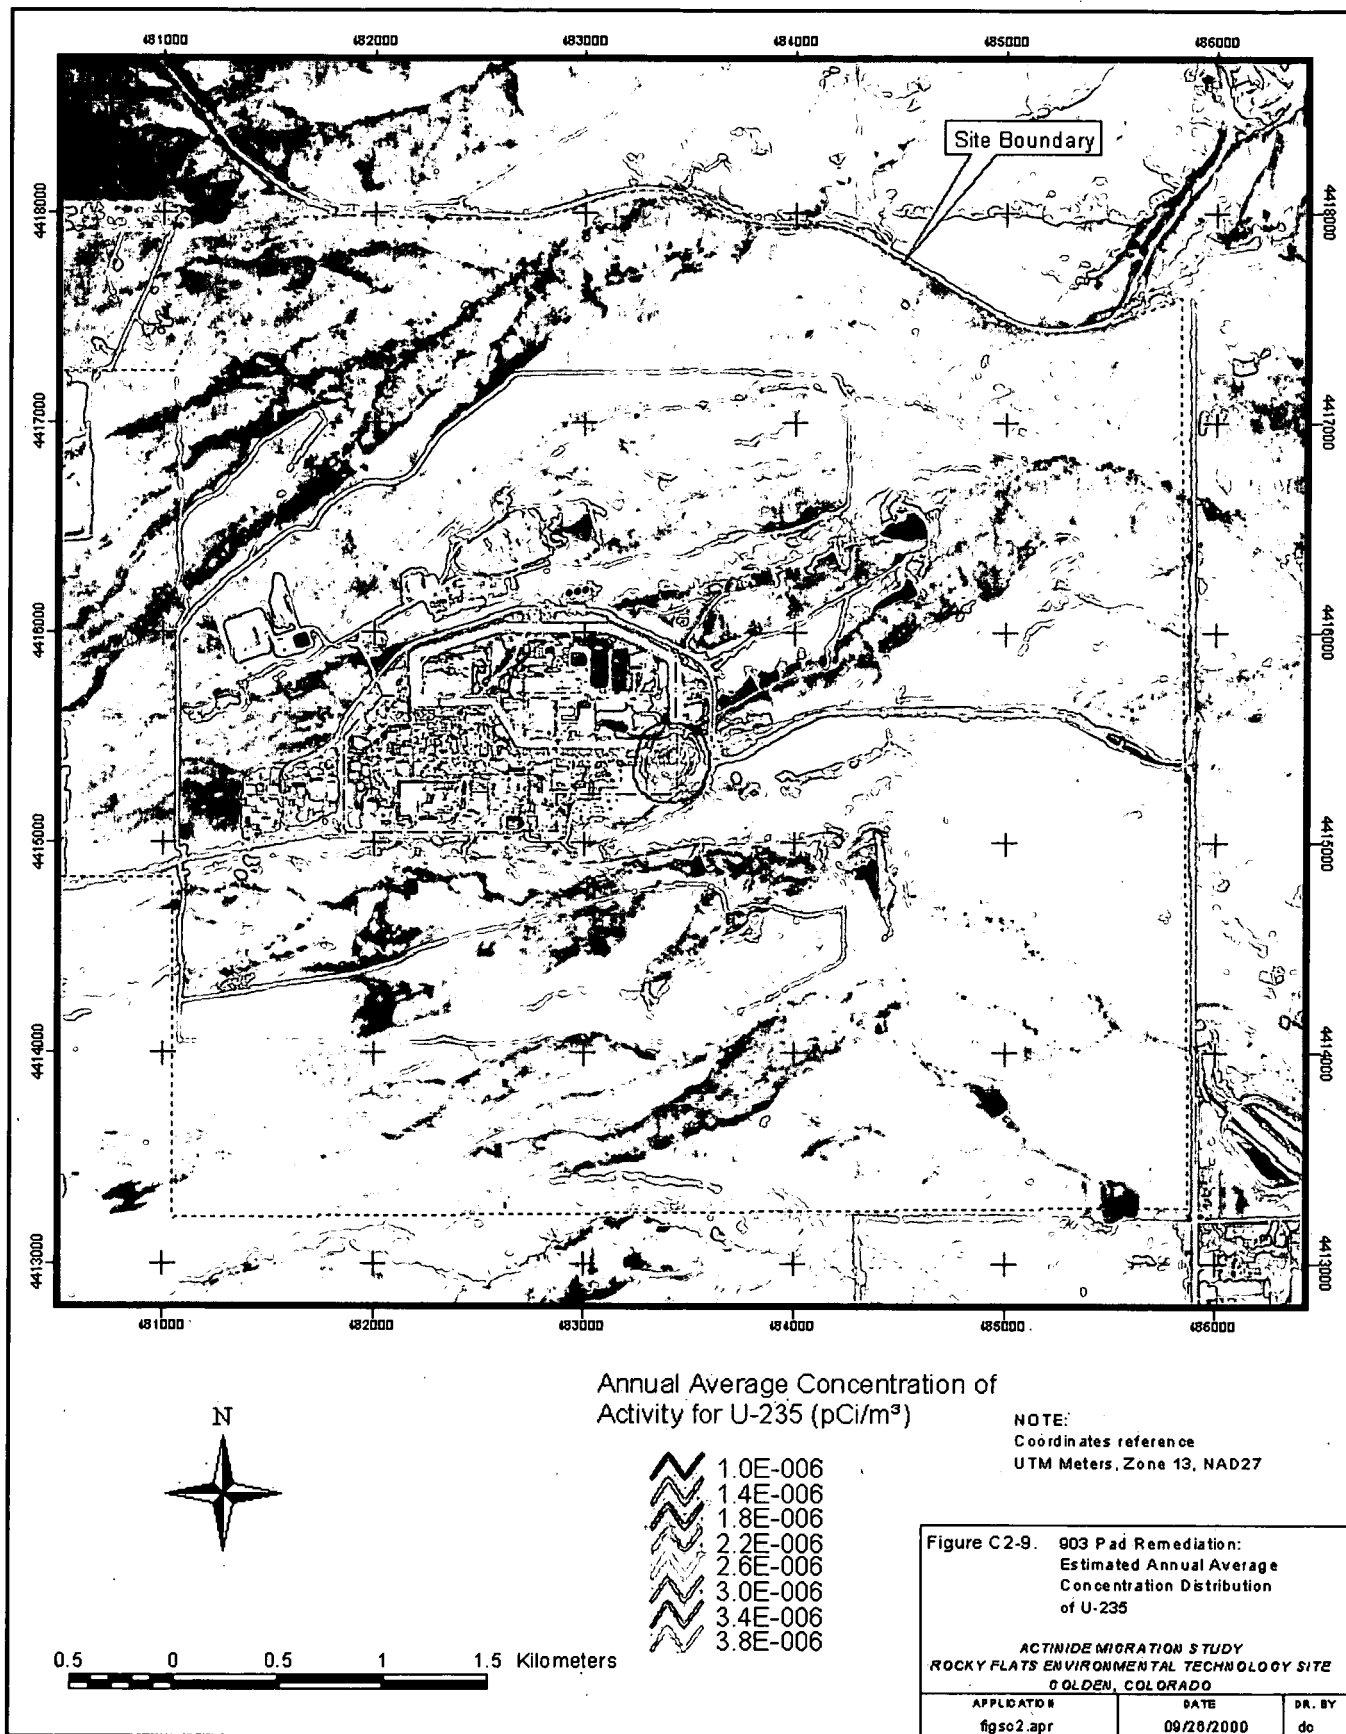 481000 482000 483000 484000 485000 486000
Site Boundary
4418000 4418000
4417000 4417000
4416000 4416000
4415000 4415000
4414000 4414000
4413000 4413000
481000 482000 483000 484000 485000 486000
Annual Average Concentration of
Activity for U-235 (pCi/m³)
N
NOTE:
Coordinates reference
UTM Meters, Zone 13, NAD27
1.0E-006
1.4E-006
1.8E-006
2.2E-006
2.6E-006
3.0E-006
3.4E-006
3.8E-006
0.5 0 0.5 1 1.5 Kilometers
Figure C2-9. 903 Pad Remediation:
Estimated Annual Average
Concentration Distribution
of U-235
ACTINIDE MIGRATION STUDY
ROCKY FLATS ENVIRONMENTAL TECHNOLOGY SITE
GOLDEN, COLORADO
APPLICATION DATE DR. BY
figsc2.apr 09/28/2000 dc